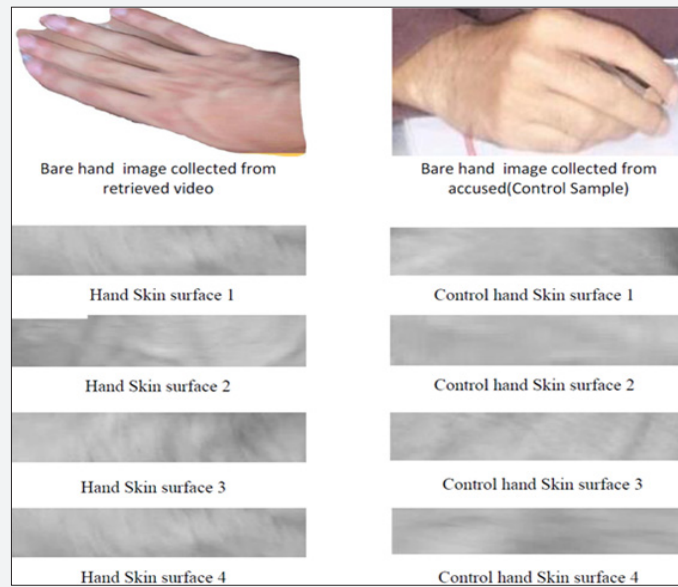 Bare hand image collected from
retrieved video
Bare hand image collected from
accused(Control Sample)
Hand Skin surface 1
Control hand Skin surface 1
Hand Skin surface 2
Control hand Skin surface 2
Hand Skin surface 3
Control hand Skin surface 3
Hand Skin surface 4
Control hand Skin surface 4